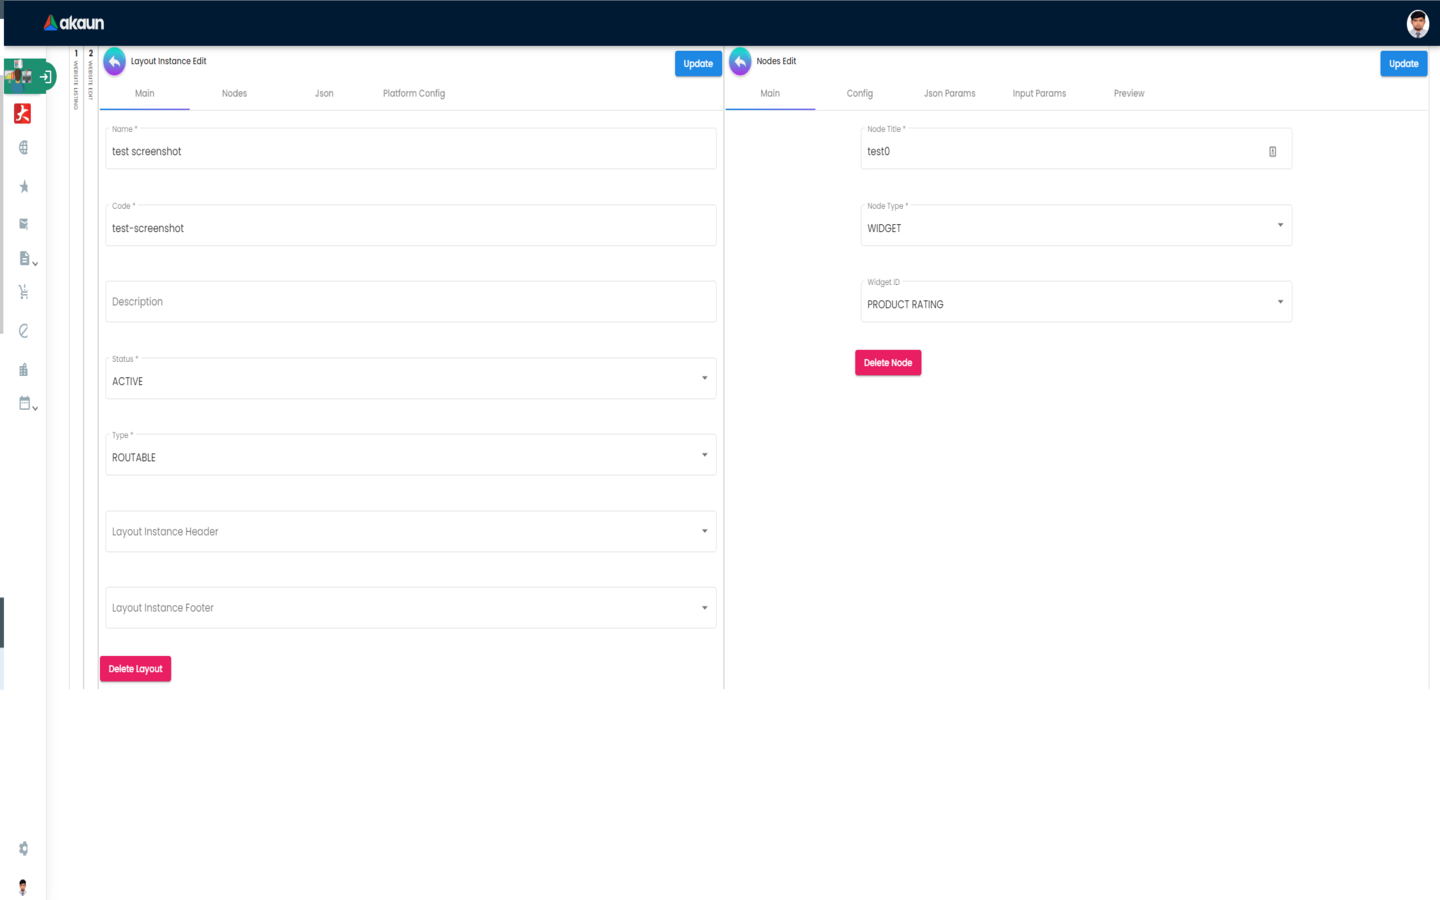 akaun
1 WEBSITE LISTING
2 WEBSITE EDIT
Layout Instance Edit
Update
Main Nodes Json Platform Config
Name *
test screenshot
Code *
test-screenshot
Description
Status *
ACTIVE
Type *
ROUTABLE
Layout Instance Header
Layout Instance Footer
Delete Layout
Nodes Edit
Update
Main Config Json Params Input Params Preview
Node Title *
test0
Node Type *
WIDGET
Widget ID
PRODUCT RATING
Delete Node